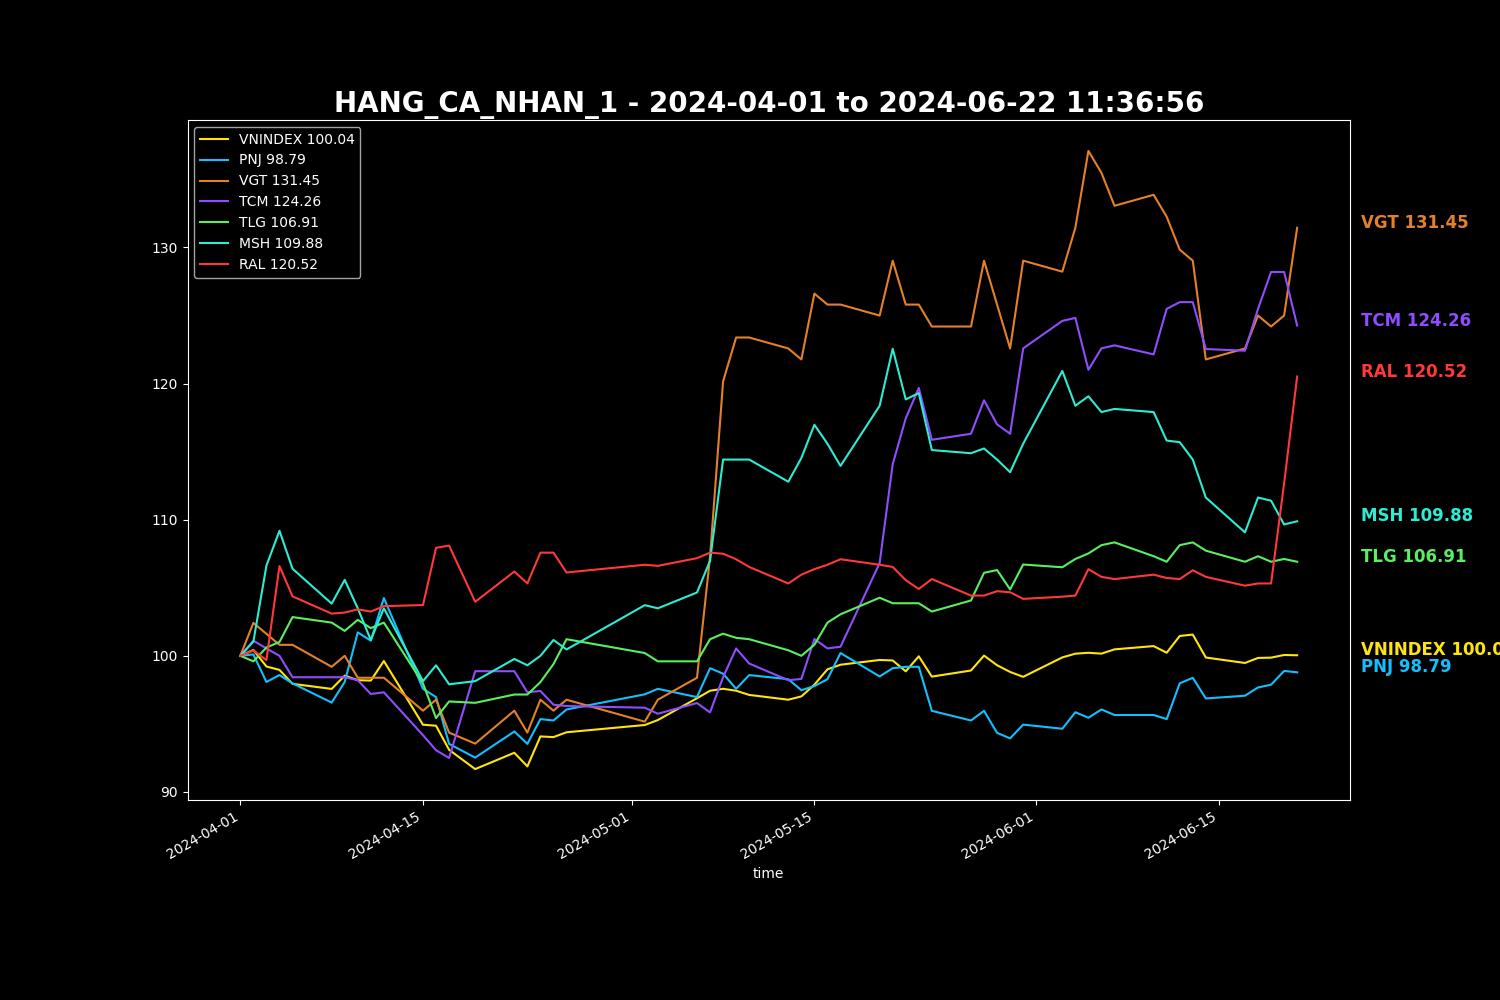 HANG_CA_NHAN_1 - 2024-04-01 to 2024-06-22 11:36:56
VNINDEX 100.04
PNJ 98.79
VGT 131.45
TCM 124.26
TLG 106.91
MSH 109.88
RAL 120.52
130
120
110
100
90
VGT 131.45
TCM 124.26
RAL 120.52
MSH 109.88
TLG 106.91
VNINDEX 100.0
PNJ 98.79
2024-04-01
2024-04-15
2024-05-01
2024-05-15
2024-06-01
2024-06-15
time